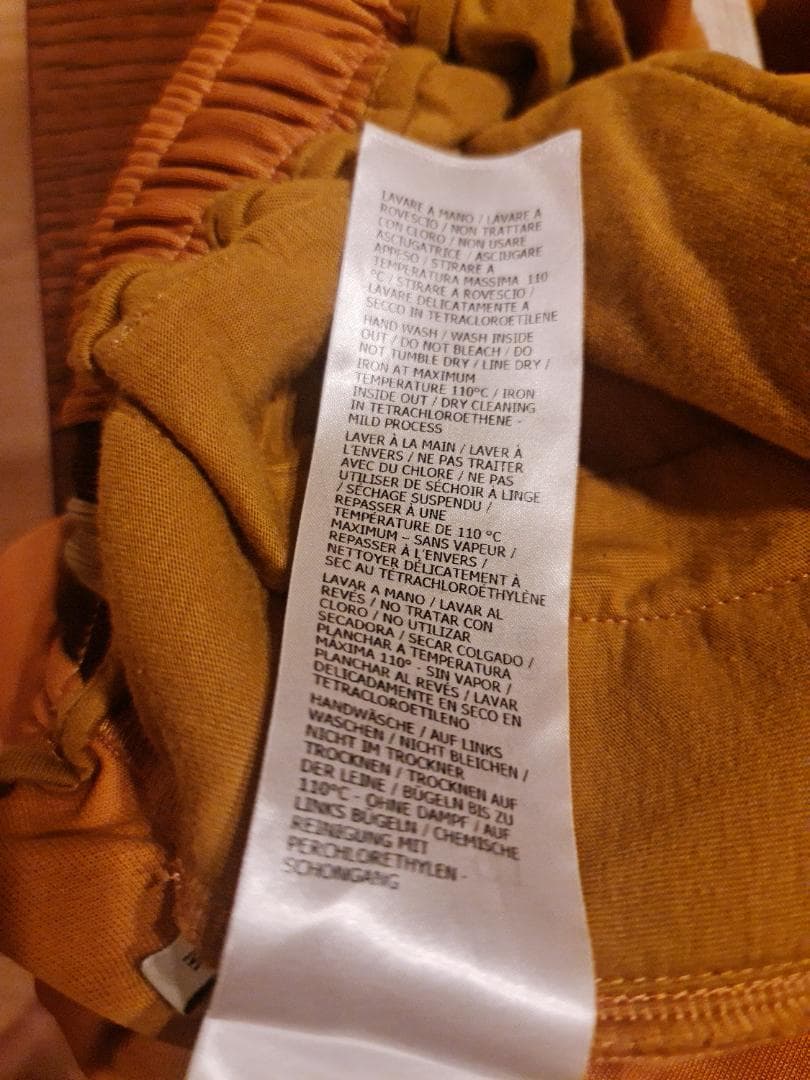 LAVARE A MANO / LAVARE A
ROVESCIO / NON TRATTARE
CON CLORO / NON USARE
ASCIUGATRICE / ASCIUGARE
APPESO / STIRARE A
TEMPERATURA MASSIMA 110
°C / STIRARE A ROVESCIO /
LAVARE DELICATAMENTE A
SECCO IN TETRACLOROETILENE
HAND WASH / WASH INSIDE
OUT / DO NOT BLEACH / DO
NOT TUMBLE DRY / LINE DRY /
IRON AT MAXIMUM
TEMPERATURE 110°C / IRON
INSIDE OUT / DRY CLEANING
IN TETRACHLOROETHENE -
MILD PROCESS
LAVER À LA MAIN / LAVER À
L'ENVERS / NE PAS TRAITER
AVEC DU CHLORE / NE PAS
UTILISER DE SÉCHOIR À LINGE
/ SÉCHAGE SUSPENDU /
REPASSER À UNE
TEMPÉRATURE DE 110 °C
MAXIMUM - SANS VAPEUR /
REPASSER À L'ENVERS /
NETTOYER DÉLICATEMENT À
SEC AU TÉTRACHLOROÉTHYLÈNE
LAVAR A MANO / LAVAR AL
REVÉS / NO TRATAR CON
CLORO / NO UTILIZAR
SECADORA / SECAR COLGADO /
PLANCHAR A TEMPERATURA
MÁXIMA 110° - SIN VAPOR /
PLANCHAR AL REVÉS / LAVAR
DELICADAMENTE EN SECO EN
TETRACLOROETILENO
HANDWÄSCHE / AUF LINKS
WASCHEN / NICHT BLEICHEN /
NICHT IM TROCKNER
TROCKNEN / TROCKNEN AUF
DER LEINE / BÜGELN BIS ZU
110°C - OHNE DAMPF / AUF
LINKS BÜGELN / CHEMISCHE
REINIGUNG MIT
PERCHLORETHYLEN -
SCHONGANG